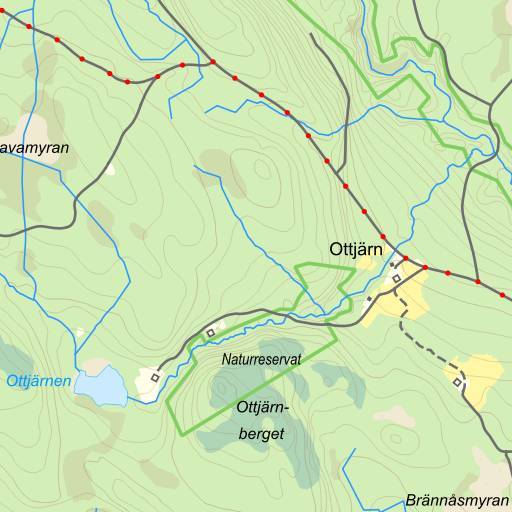 avamyran
Ottjärn
Naturreservat
Ottjärnen
Ottjärn-
berget
Brännåsmyran